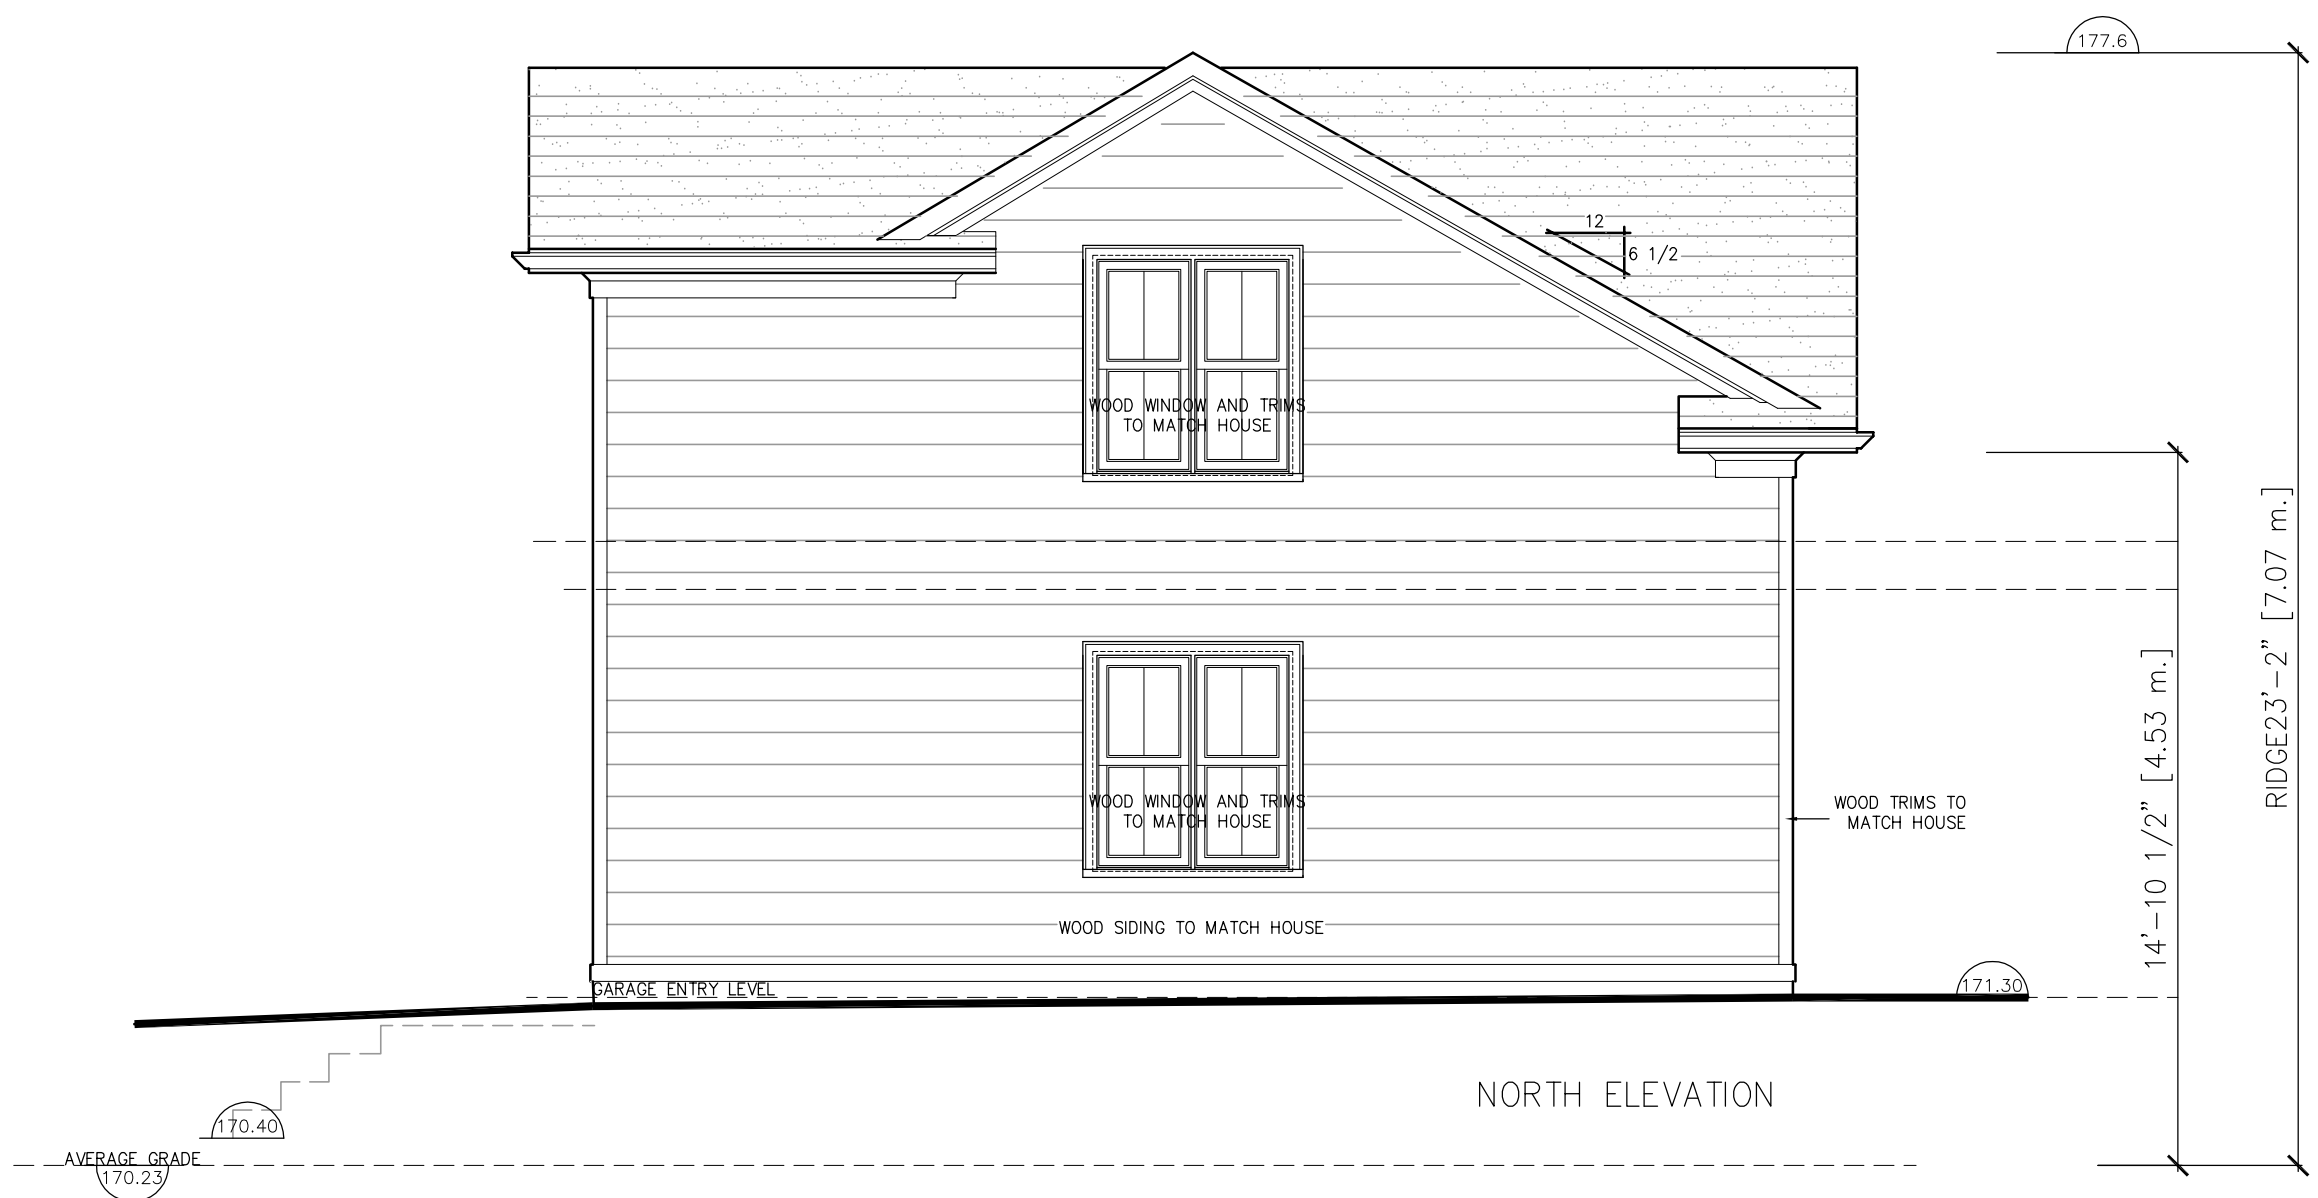 177.6
12
6 1/2
WOOD WINDOW AND TRIMS
TO MATCH HOUSE
RIDGE23'-2" [7.07 m.]
14'-10 1/2" [4.53 m.]
WOOD WINDOW AND TRIMS
TO MATCH HOUSE
WOOD TRIMS TO
MATCH HOUSE
WOOD SIDING TO MATCH HOUSE
GARAGE ENTRY LEVEL
171.30
NORTH ELEVATION
170.40
AVERAGE GRADE
170.23